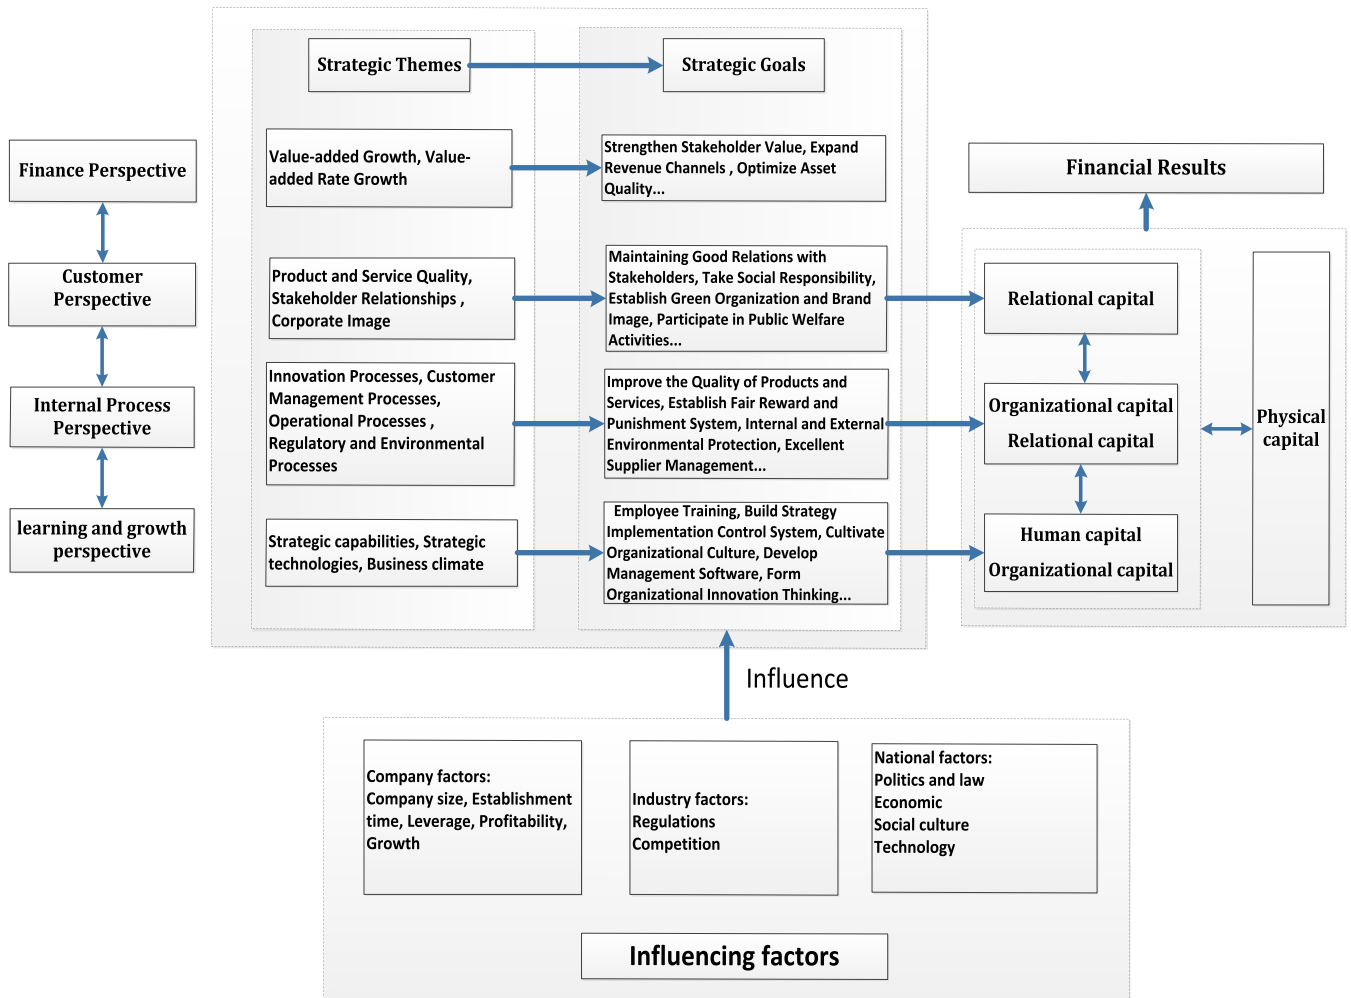 Strategic Themes
Strategic Goals
Finance Perspective
Value-added Growth, Value-
added Rate Growth
Strengthen Stakeholder Value, Expand
Revenue Channels , Optimize Asset
Quality...
Financial Results
Customer
Perspective
Product and Service Quality,
Stakeholder Relationships ,
Corporate Image
Maintaining Good Relations with
Stakeholders, Take Social Responsibility,
Establish Green Organization and Brand
Image, Participate in Public Welfare
Activities...
Relational capital
Internal Process
Perspective
Innovation Processes, Customer
Management Processes,
Operational Processes ,
Regulatory and Environmental
Processes
Improve the Quality of Products and
Services, Establish Fair Reward and
Punishment System, Internal and External
Environmental Protection, Excellent
Supplier Management...
Organizational capital
Relational capital
Physical
capital
learning and growth
perspective
Strategic capabilities, Strategic
technologies, Business climate
Employee Training, Build Strategy
Implementation Control System, Cultivate
Organizational Culture, Develop
Management Software, Form
Organizational Innovation Thinking...
Human capital
Organizational capital
Influence
Company factors:
Company size, Establishment
time, Leverage, Profitability,
Growth
Industry factors:
Regulations
Competition
National factors:
Politics and law
Economic
Social culture
Technology
Influencing factors